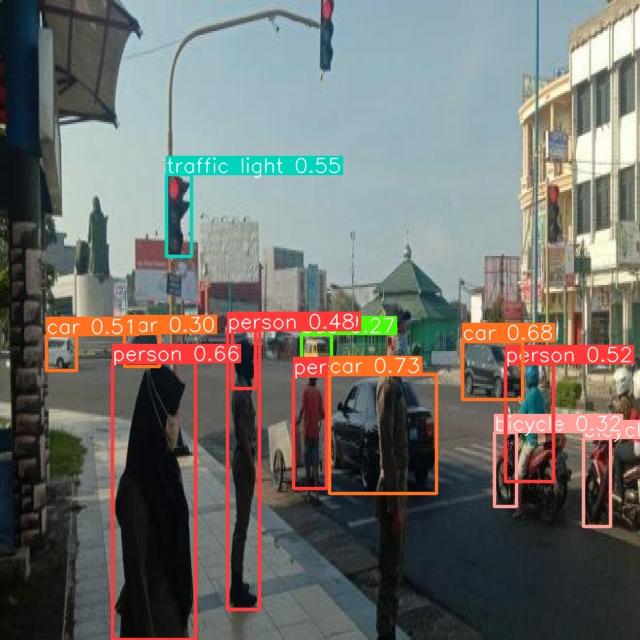 traffic light 0.55
car 0.51
ar 0.30
person 0.48
.27
car 0.68
person 0.66
per
car 0.73
person 0.52
bicycle 0.32